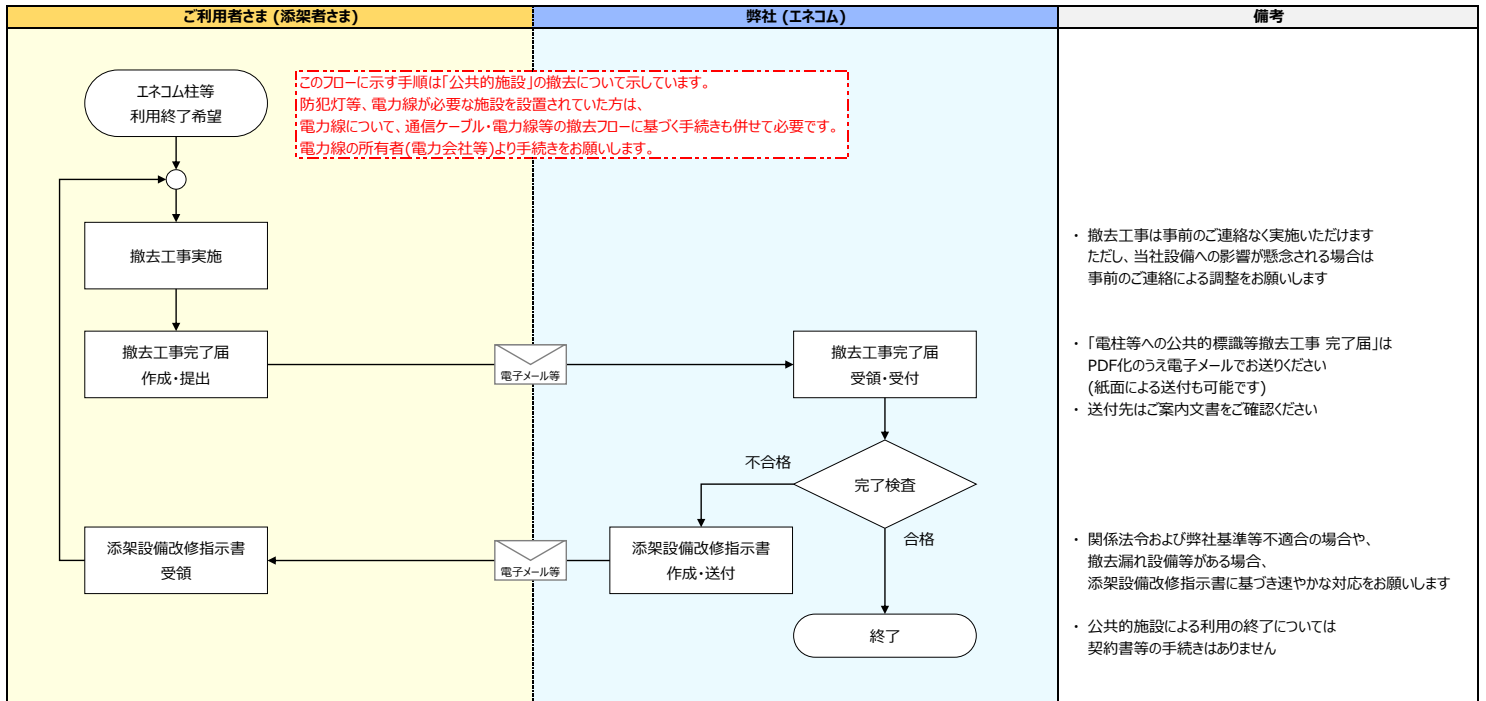 ご利用者さま (添架者さま)
弊社 (エネコム)
備考
エネコム柱等
利用終了希望
このフローに示す手順は「公共的施設」の撤去について示しています。
防犯灯等、電力線が必要な施設を設置されていた方は、
電力線について、通信ケーブル・電力線等の撤去フローに基づく手続きも併せて必要です。
電力線の所有者(電力会社等)より手続きをお願いします。
撤去工事実施
・ 撤去工事は事前のご連絡なく実施いただけます
ただし、当社設備への影響が懸念される場合は
事前のご連絡による調整をお願いします
撤去工事完了届
作成・提出
電子メール等
撤去工事完了届
受領・受付
・ 「電柱等への公共的標識等撤去工事 完了届」は
PDF化のうえ電子メールでお送りください
(紙面による送付も可能です)
・ 送付先はご案内文書をご確認ください
完了検査
不合格
合格
添架設備改修指示書
受領
電子メール等
添架設備改修指示書
作成・送付
・ 関係法令および弊社基準等不適合の場合や、
撤去漏れ設備等がある場合、
添架設備改修指示書に基づき速やかな対応をお願いします
終了
・ 公共的施設による利用の終了については
契約書等の手続きはありません